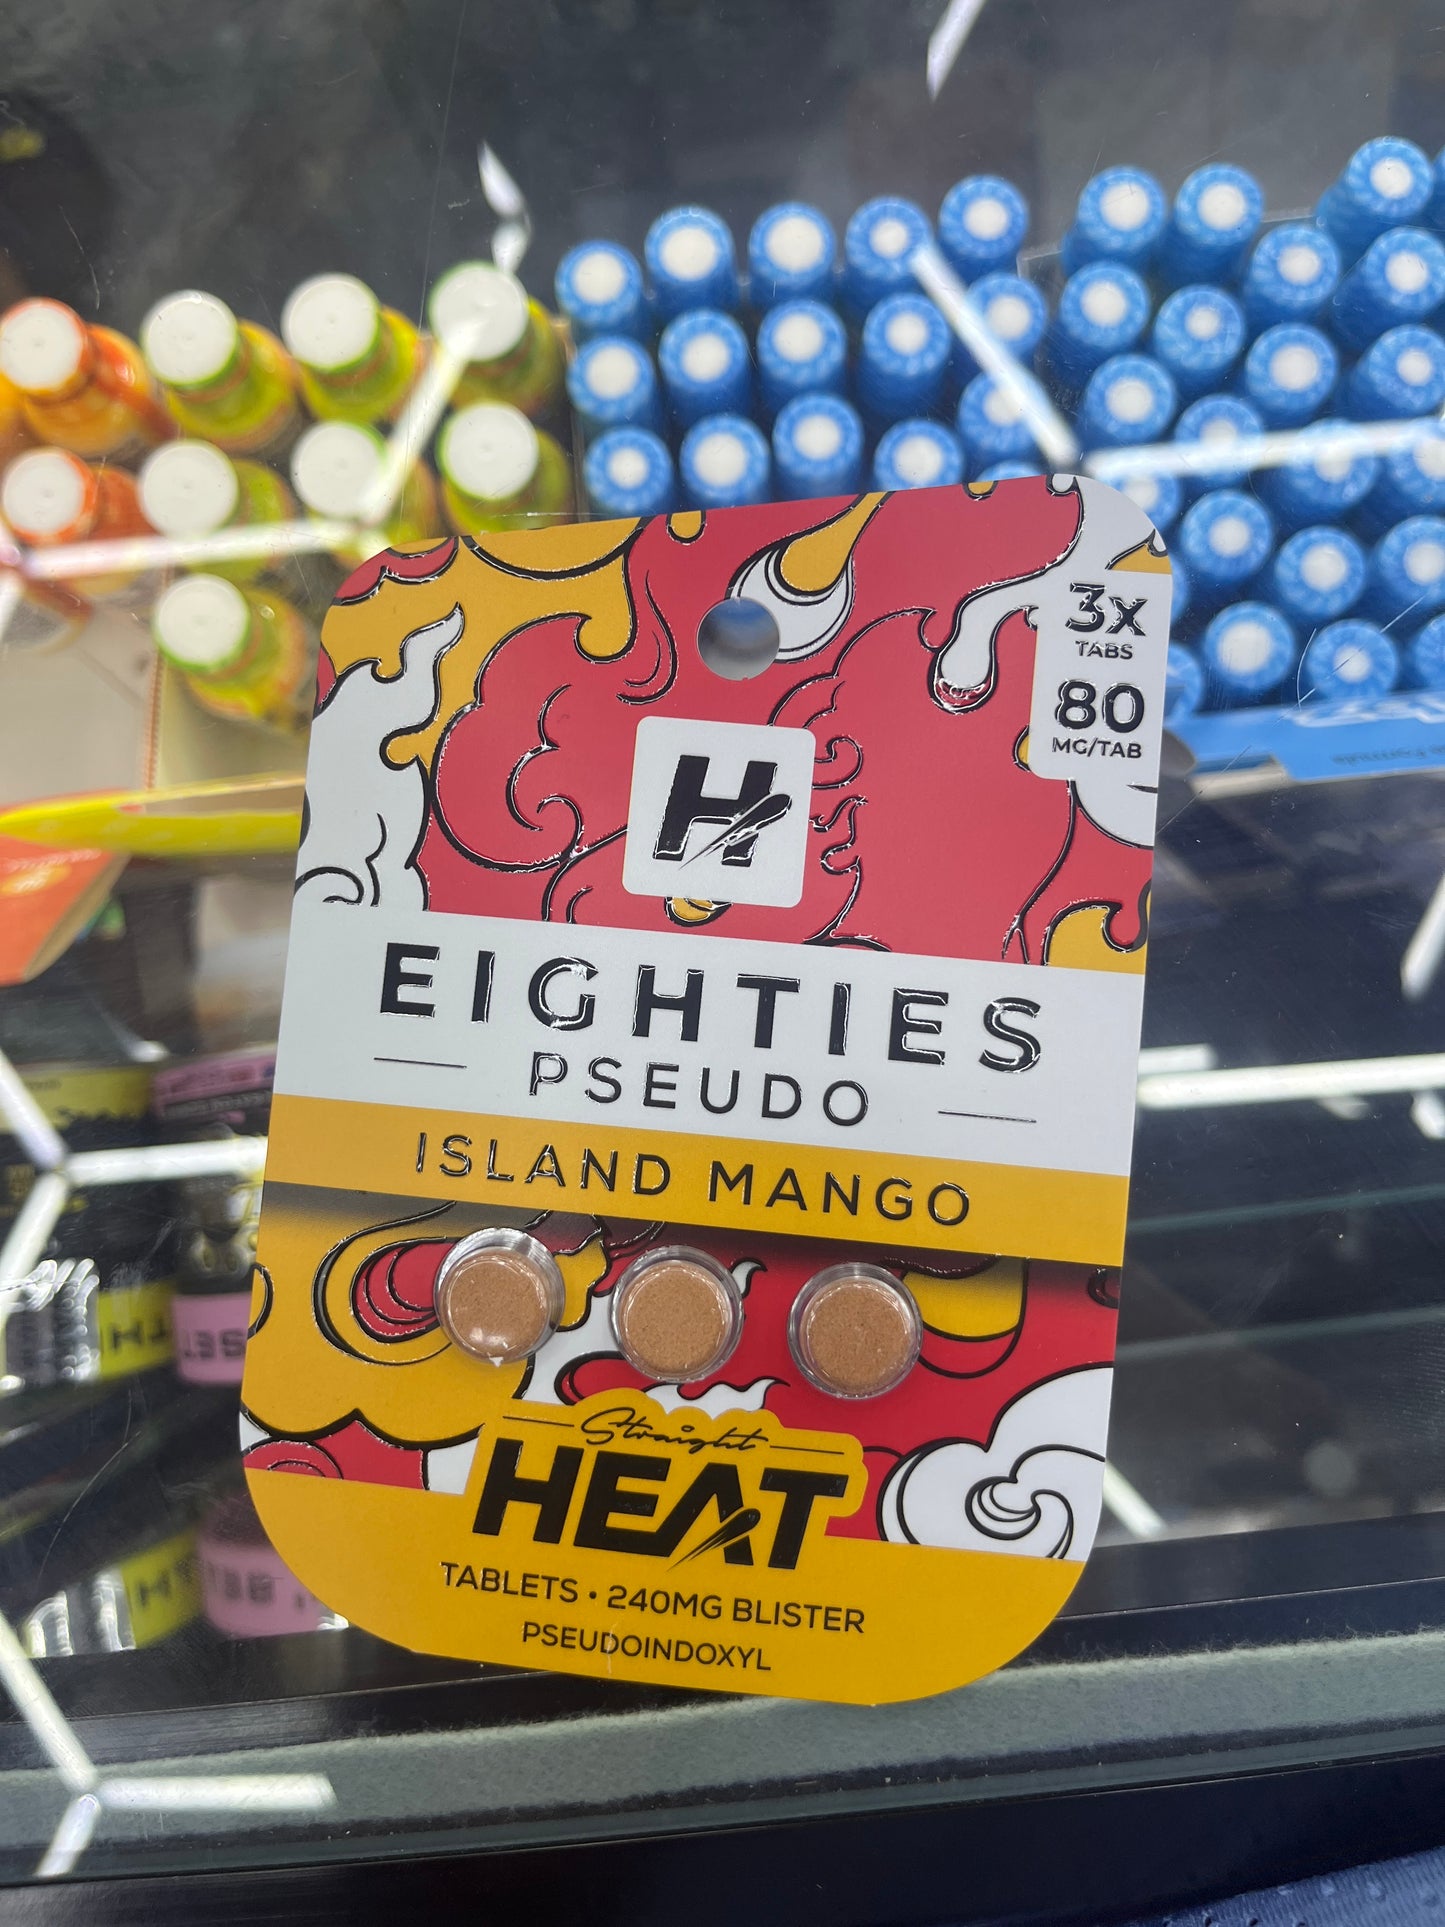 3x
TABS
80
MG/TAB
H
EIGHTIES
PSEUDO
ISLAND MANGO
Straight
HEAT
TABLETS • 240MG BLISTER
PSEUDOINDOXYL